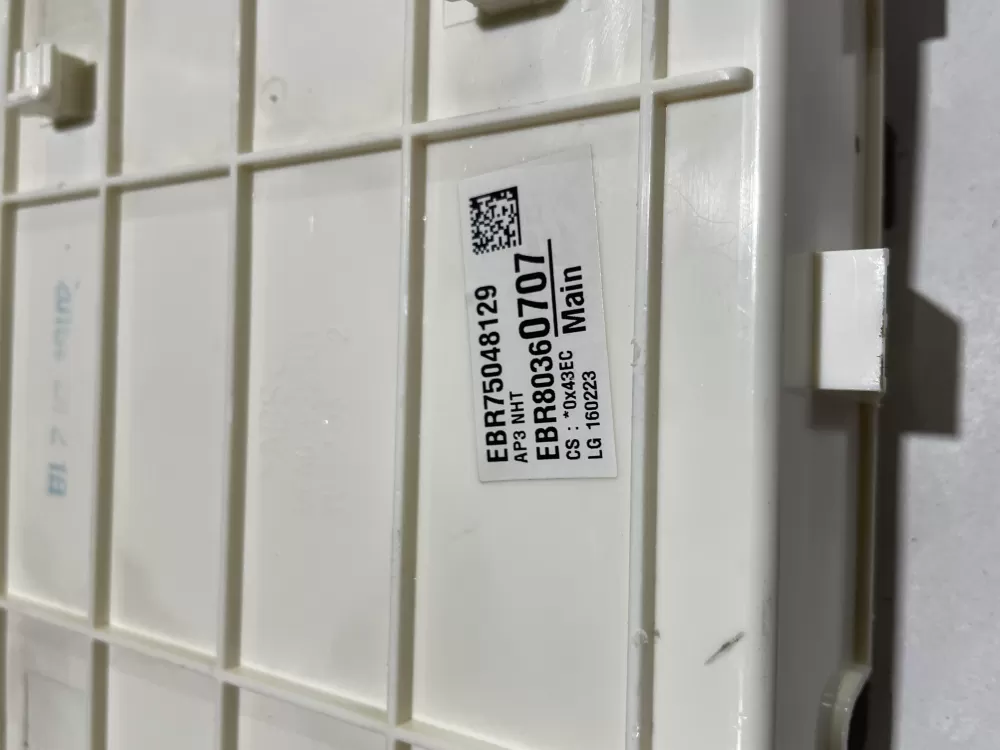 EBR75048129
AP3 NHT
EBR80360707
CS : *0x43EC Main
LG 160223